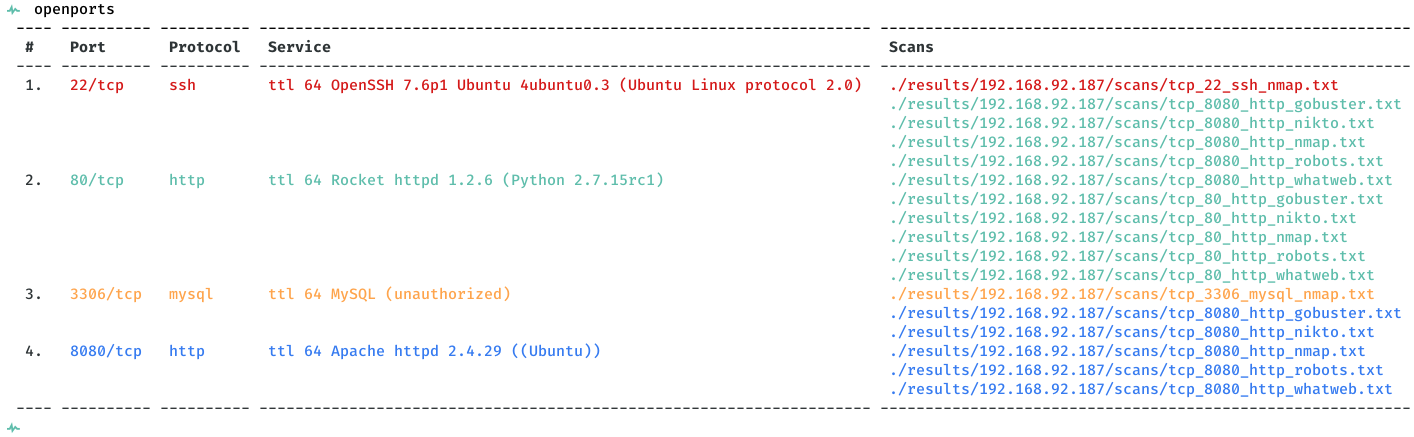 openports
---- ---------- ---------- -------------------------------------------------------------------- -----------------------------------------------------------
# Port Protocol Service Scans
---- ---------- ---------- -------------------------------------------------------------------- -----------------------------------------------------------
1. 22/tcp ssh ttl 64 OpenSSH 7.6p1 Ubuntu 4ubuntu0.3 (Ubuntu Linux protocol 2.0) ./results/192.168.92.187/scans/tcp_22_ssh_nmap.txt
./results/192.168.92.187/scans/tcp_8080_http_gobuster.txt
./results/192.168.92.187/scans/tcp_8080_http_nikto.txt
./results/192.168.92.187/scans/tcp_8080_http_nmap.txt
./results/192.168.92.187/scans/tcp_8080_http_robots.txt
2. 80/tcp http ttl 64 Rocket httpd 1.2.6 (Python 2.7.15rc1) ./results/192.168.92.187/scans/tcp_8080_http_whatweb.txt
./results/192.168.92.187/scans/tcp_80_http_gobuster.txt
./results/192.168.92.187/scans/tcp_80_http_nikto.txt
./results/192.168.92.187/scans/tcp_80_http_nmap.txt
./results/192.168.92.187/scans/tcp_80_http_robots.txt
./results/192.168.92.187/scans/tcp_80_http_whatweb.txt
3. 3306/tcp mysql ttl 64 MySQL (unauthorized) ./results/192.168.92.187/scans/tcp_3306_mysql_nmap.txt
./results/192.168.92.187/scans/tcp_8080_http_gobuster.txt
./results/192.168.92.187/scans/tcp_8080_http_nikto.txt
4. 8080/tcp http ttl 64 Apache httpd 2.4.29 ((Ubuntu)) ./results/192.168.92.187/scans/tcp_8080_http_nmap.txt
./results/192.168.92.187/scans/tcp_8080_http_robots.txt
./results/192.168.92.187/scans/tcp_8080_http_whatweb.txt
---- ---------- ---------- -------------------------------------------------------------------- -----------------------------------------------------------